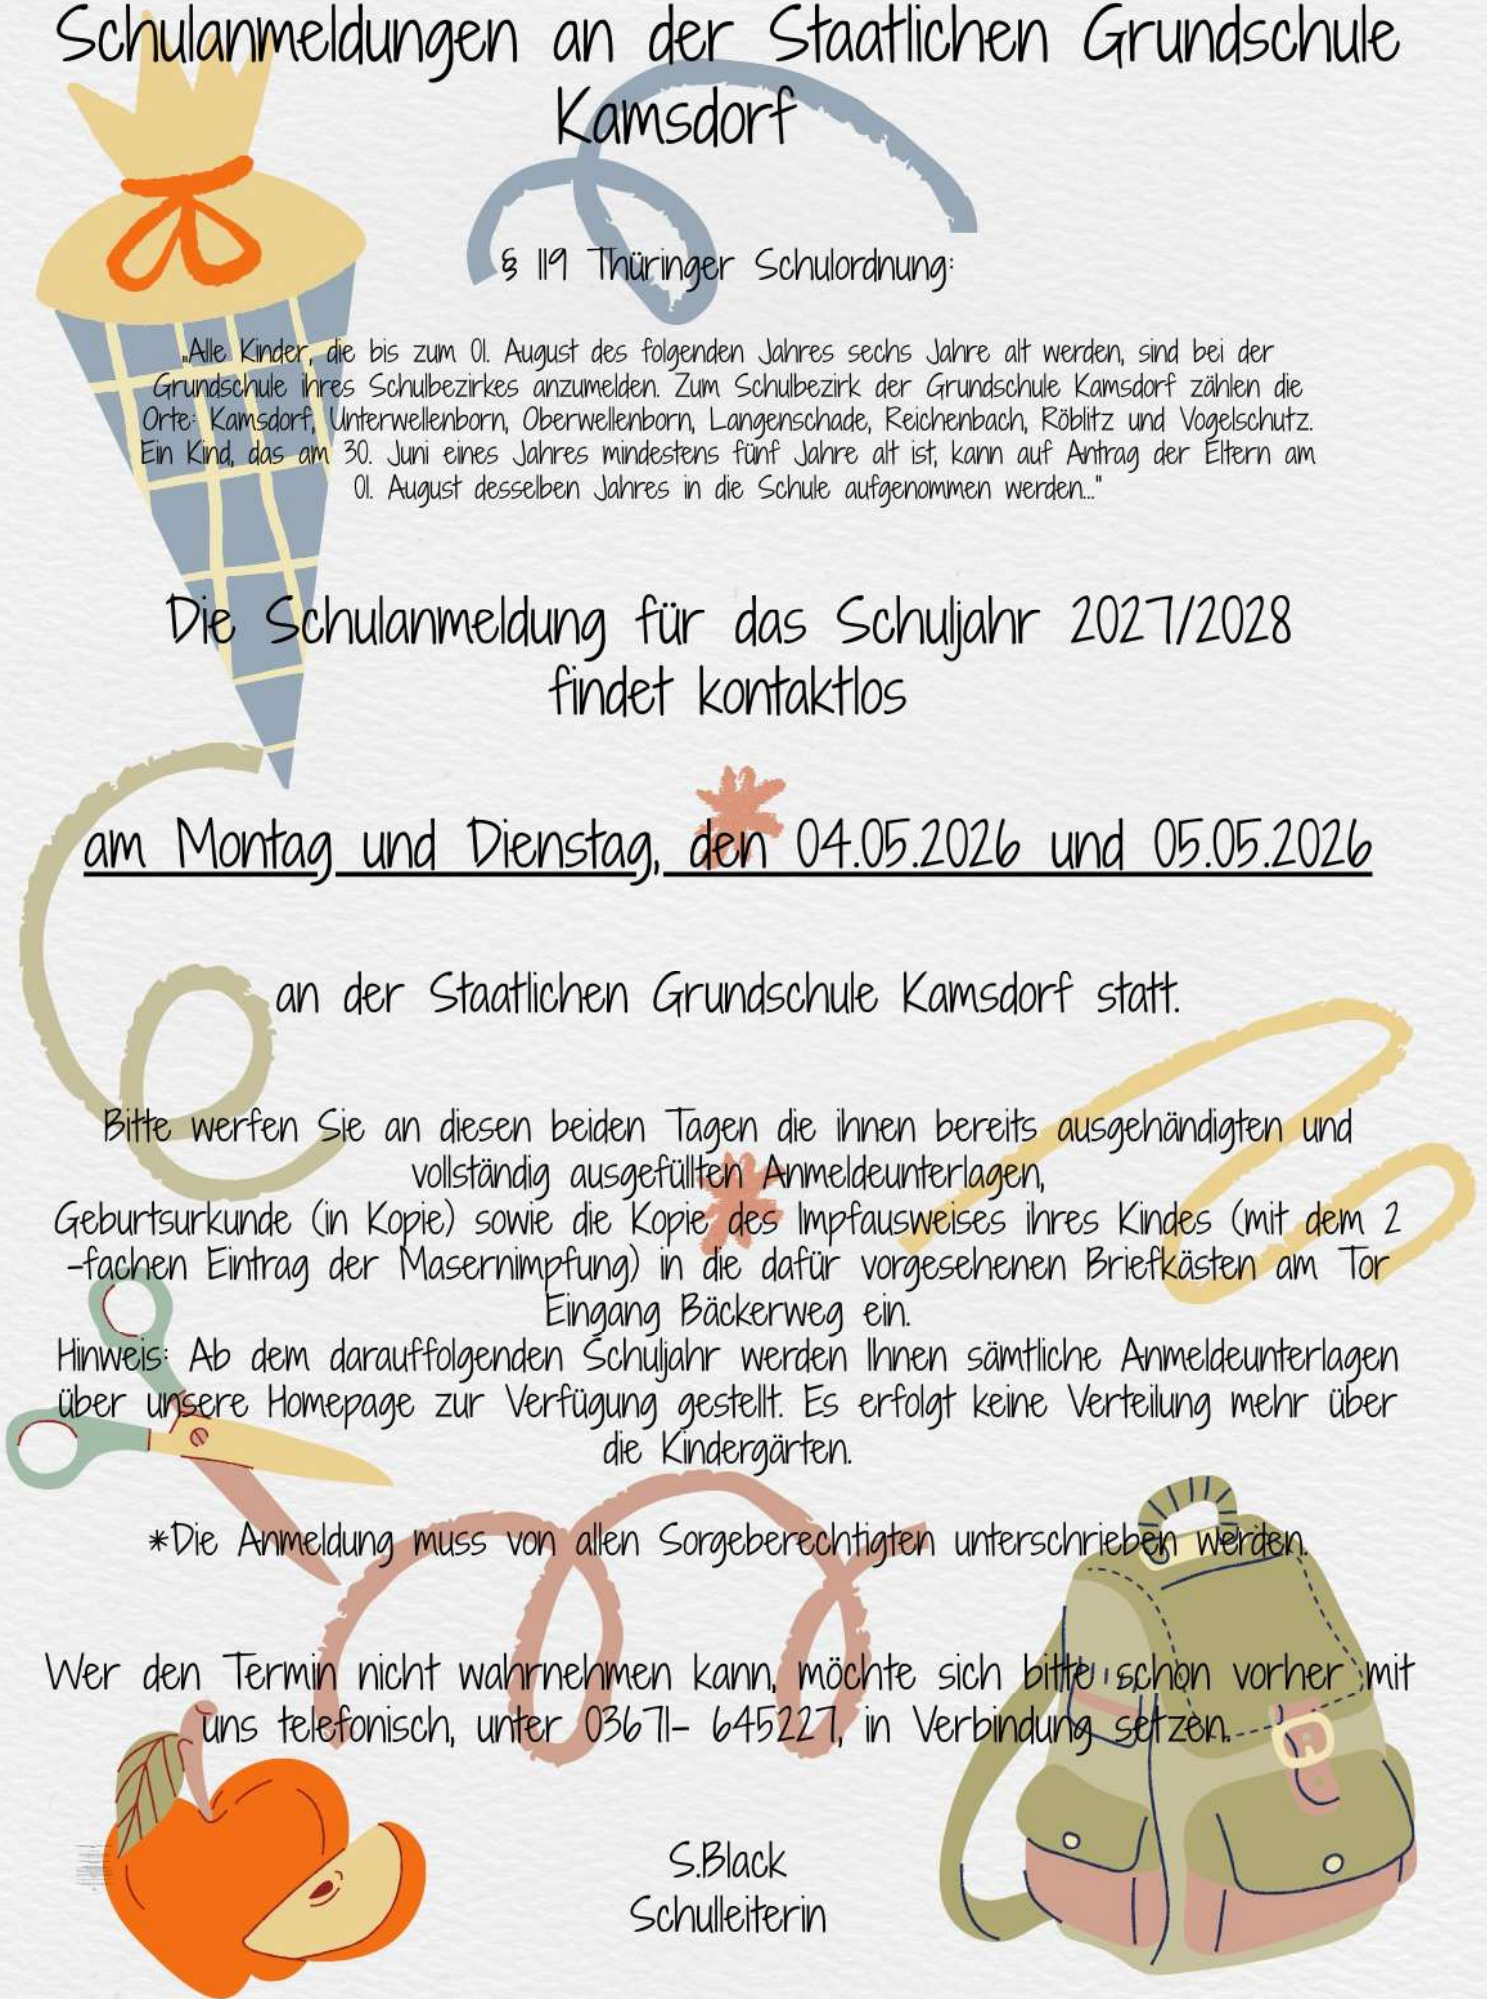 Schulanmeldungen an der Staatlichen Grundschule
Kamsdorf
§ 119 Thüringer Schulordnung:
„Alle Kinder, die bis zum 01. August des folgenden Jahres sechs Jahre alt werden, sind bei der
Grundschule ihres Schulbezirkes anzumelden. Zum Schulbezirk der Grundschule Kamsdorf zählen die
Orte: Kamsdorf, Unterwellenborn, Oberwellenborn, Langenschade, Reichenbach, Röblitz und Vogelschutz.
Ein Kind, das am 30. Juni eines Jahres mindestens fünf Jahre alt ist, kann auf Antrag der Eltern am
01. August desselben Jahres in die Schule aufgenommen werden..."
Die Schulanmeldung für das Schuljahr 2027/2028
findet kontaktlos
am Montag und Dienstag, den 04.05.2026 und 05.05.2026
an der Staatlichen Grundschule Kamsdorf statt.
Bitte werfen Sie an diesen beiden Tagen die ihnen bereits ausgehändigten und
vollständig ausgefüllten Anmeldeunterlagen,
Geburtsurkunde (in Kopie) sowie die Kopie des Impfausweises ihres Kindes (mit dem 2
-fachen Eintrag der Masernimpfung) in die dafür vorgesehenen Briefkästen am Tor
Eingang Bäckerweg ein.
Hinweis: Ab dem darauffolgenden Schuljahr werden Ihnen sämtliche Anmeldeunterlagen
über unsere Homepage zur Verfügung gestellt. Es erfolgt keine Verteilung mehr über
die Kindergärten.
*Die Anmeldung muss von allen Sorgeberechtigten unterschrieben werden.
Wer den Termin nicht wahrnehmen kann, möchte sich bitte schon vorher mit
uns telefonisch, unter 03671- 645227, in Verbindung setzen.
S.Black
Schulleiterin